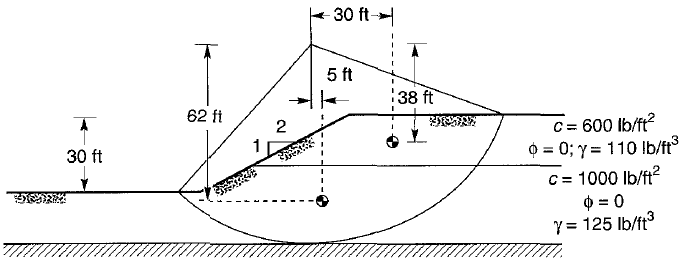 30 ft
5 ft
62 ft
38 ft
2
1
30 ft
c = 600 lb/ft²
ϕ = 0; γ = 110 lb/ft³
c = 1000 lb/ft²
ϕ = 0
γ = 125 lb/ft³